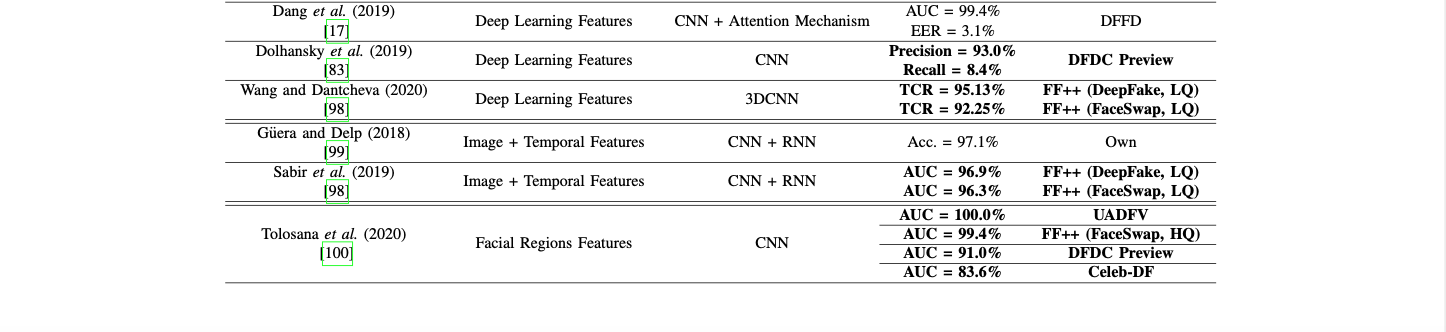 Dang et al. (2019)
[17]
Deep Learning Features
CNN + Attention Mechanism
AUC = 99.4%
EER = 3.1%
DFFD
Dolhansky et al. (2019)
[83]
Deep Learning Features
CNN
Precision = 93.0%
Recall = 8.4%
DFDC Preview
Wang and Dantcheva (2020)
[98]
Deep Learning Features
3DCNN
TCR = 95.13%
TCR = 92.25%
FF++ (DeepFake, LQ)
FF++ (FaceSwap, LQ)
Güera and Delp (2018)
[99]
Image + Temporal Features
CNN + RNN
Acc. = 97.1%
Own
Sabir et al. (2019)
[98]
Image + Temporal Features
CNN + RNN
AUC = 96.9%
AUC = 96.3%
FF++ (DeepFake, LQ)
FF++ (FaceSwap, LQ)
Tolosana et al. (2020)
[100]
Facial Regions Features
CNN
AUC = 100.0%
UADFV
AUC = 99.4%
FF++ (FaceSwap, HQ)
AUC = 91.0%
DFDC Preview
AUC = 83.6%
Celeb-DF